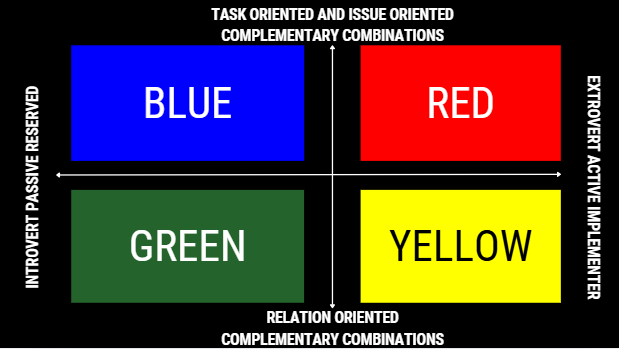 TASK ORIENTED AND ISSUE ORIENTED
COMPLEMENTARY COMBINATIONS
INTROVERT PASSIVE RESERVED
BLUE
RED
EXTROVERT ACTIVE IMPLEMENTER
GREEN
YELLOW
RELATION ORIENTED
COMPLEMENTARY COMBINATIONS